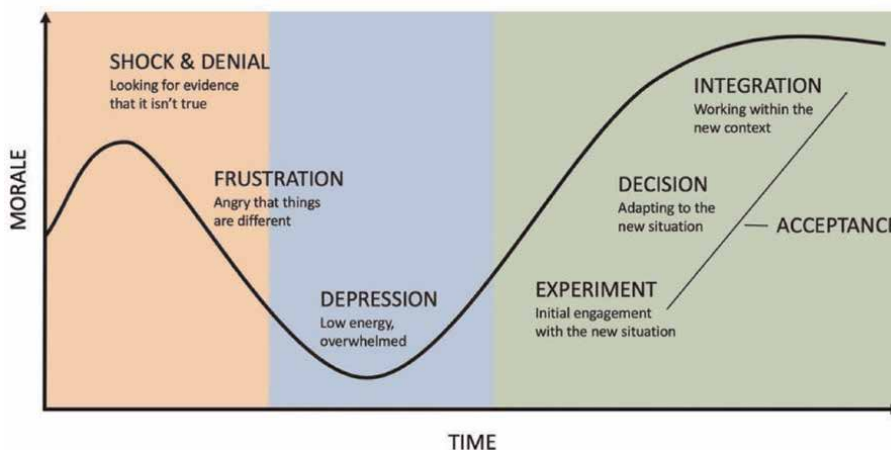 SHOCK & DENIAL
Looking for evidence
that it isn't true
FRUSTRATION
Angry that things
are different
DEPRESSION
Low energy,
overwhelmed
EXPERIMENT
Initial engagement
with the new situation
DECISION
Adapting to the
new situation
INTEGRATION
Working within the
new context
ACCEPTANCE
MORALE
TIME